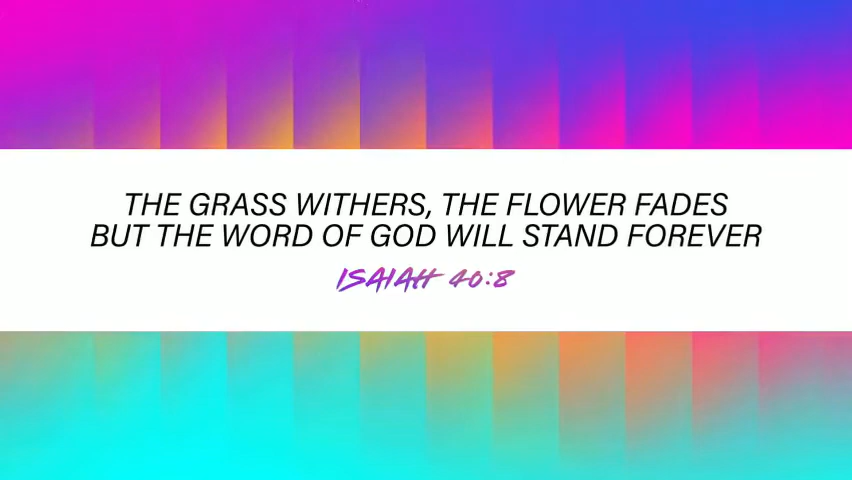 THE GRASS WITHERS, THE FLOWER FADES
BUT THE WORD OF GOD WILL STAND FOREVER
ISAIAH 40:8